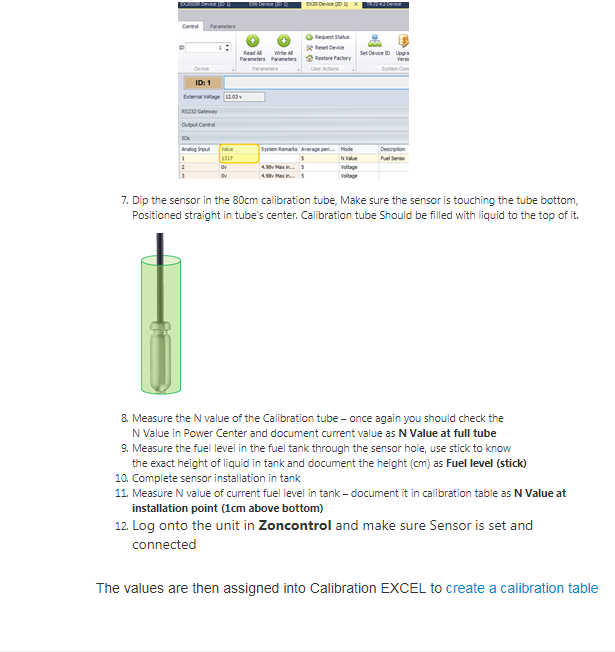 EX20 Device [ID 1] X
Control Parameters
ID 1
Read All Parameters
Write All Parameters
Request Status
Reset Device
Restore Factory
Set Device ID
Device Parameters User Actions
ID: 1
External Voltage 12.03 v
RS232 Gateway
Output Control
IOs
Analog Input Value System Remarks Average peri... Mode Description
1 1317 5 N Value Fuel Senso
2 0v 4.98v Max in... 5 Voltage
3 0v 4.98v Max in... 5 Voltage
7. Dip the sensor in the 80cm calibration tube, Make sure the sensor is touching the tube bottom,
Positioned straight in tube's center. Calibration tube Should be filled with liquid to the top of it.
8. Measure the N value of the Calibration tube – once again you should check the
N Value in Power Center and document current value as N Value at full tube
9. Measure the fuel level in the fuel tank through the sensor hole, use stick to know
the exact height of liquid in tank and document the height (cm) as Fuel level (stick)
10. Complete sensor installation in tank
11. Measure N value of current fuel level in tank – document it in calibration table as N Value at
installation point (1cm above bottom)
12. Log onto the unit in Zoncontrol and make sure Sensor is set and
connected
The values are then assigned into Calibration EXCEL to create a calibration table